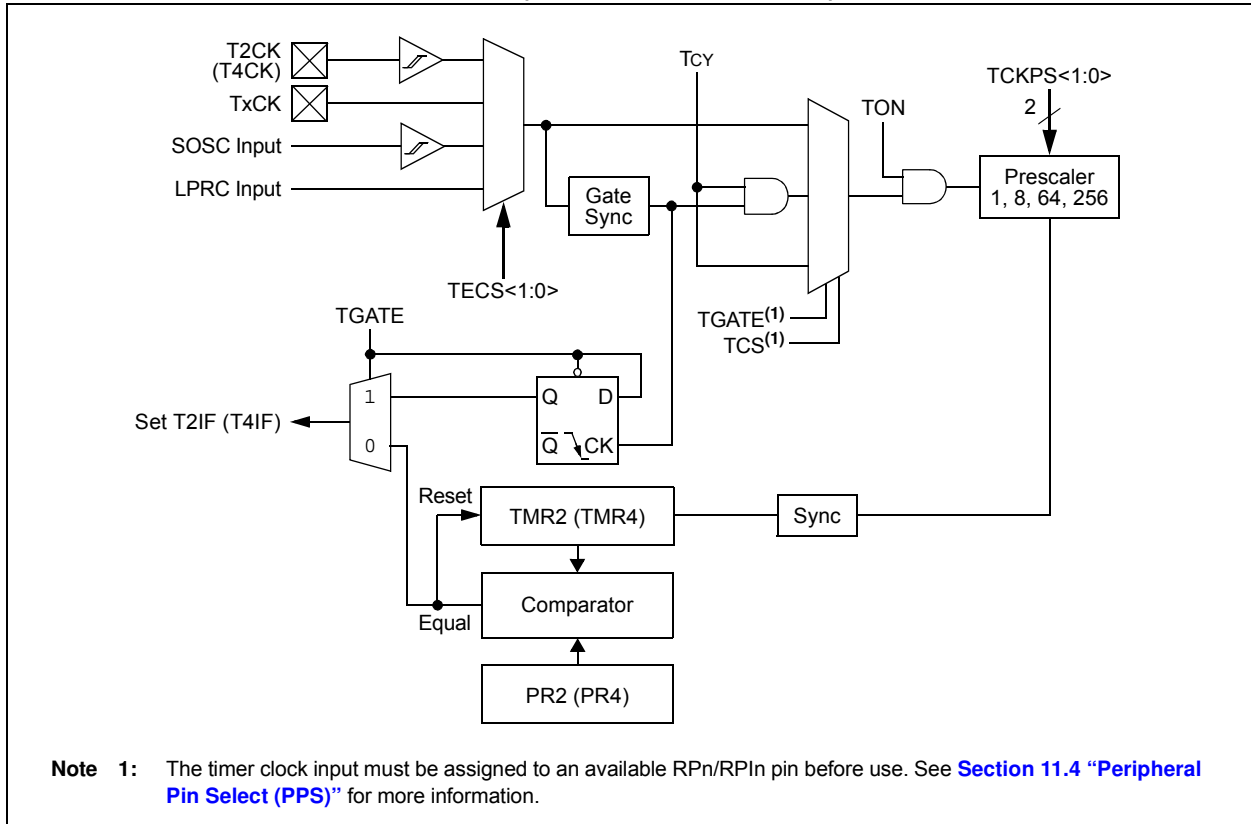 T2CK
(T4CK)
TxCK
SOSC Input
LPRC Input
TECS<1:0>
Gate
Sync
TCY
TGATE(1)
TCS(1)
TON
TCKPS<1:0>
2
Prescaler
1, 8, 64, 256
TGATE
1
0
Set T2IF (T4IF)
Q D
Q CK
Reset
TMR2 (TMR4)
Sync
Comparator
Equal
PR2 (PR4)
Note 1: The timer clock input must be assigned to an available RPn/RPIn pin before use. See Section 11.4 “Peripheral
Pin Select (PPS)” for more information.